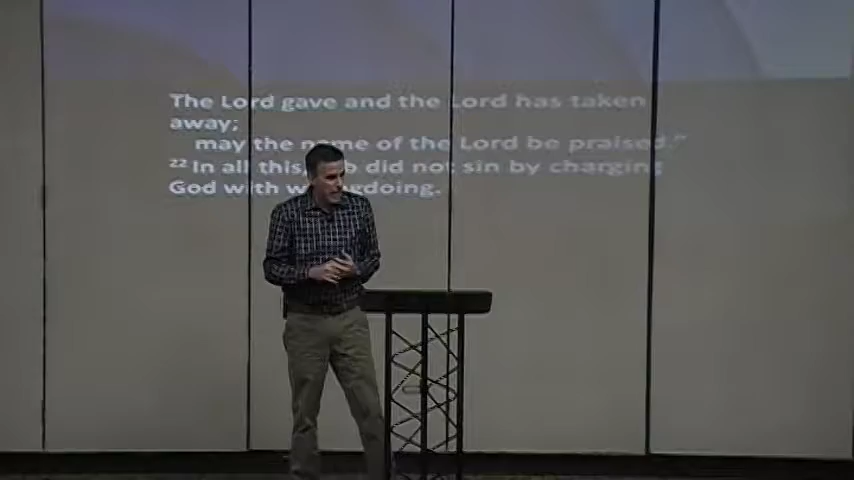 The Lord gave and the Lord has taken
away;
may the name of the Lord be praised.”
22 In all this, did not sin by charging
God with wrongdoing.